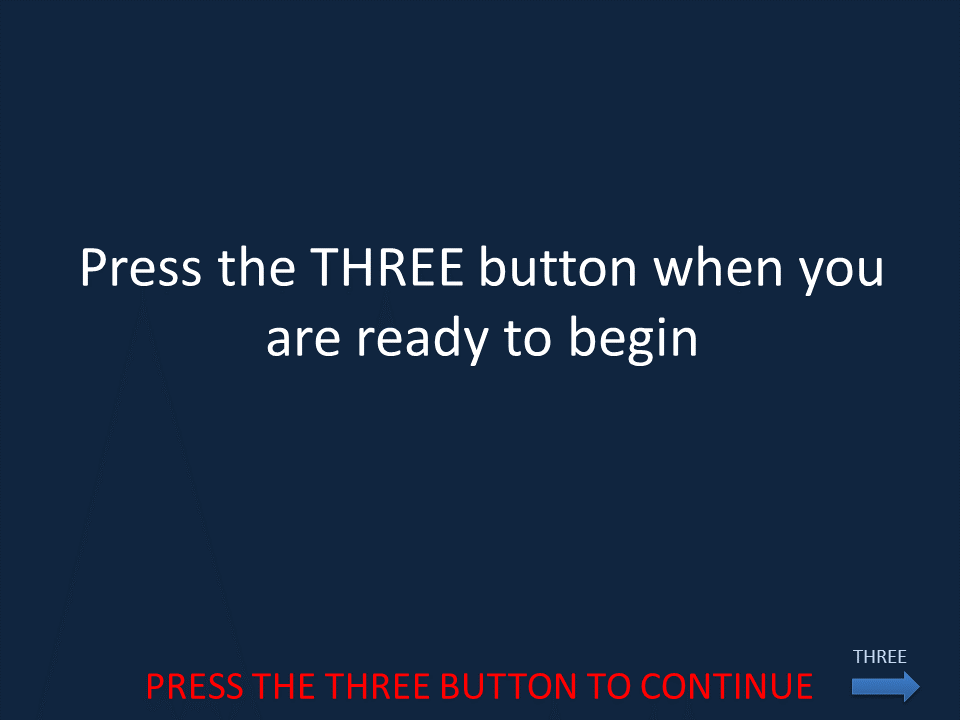 Press the THREE button when you
are ready to begin
THREE
PRESS THE THREE BUTTON TO CONTINUE